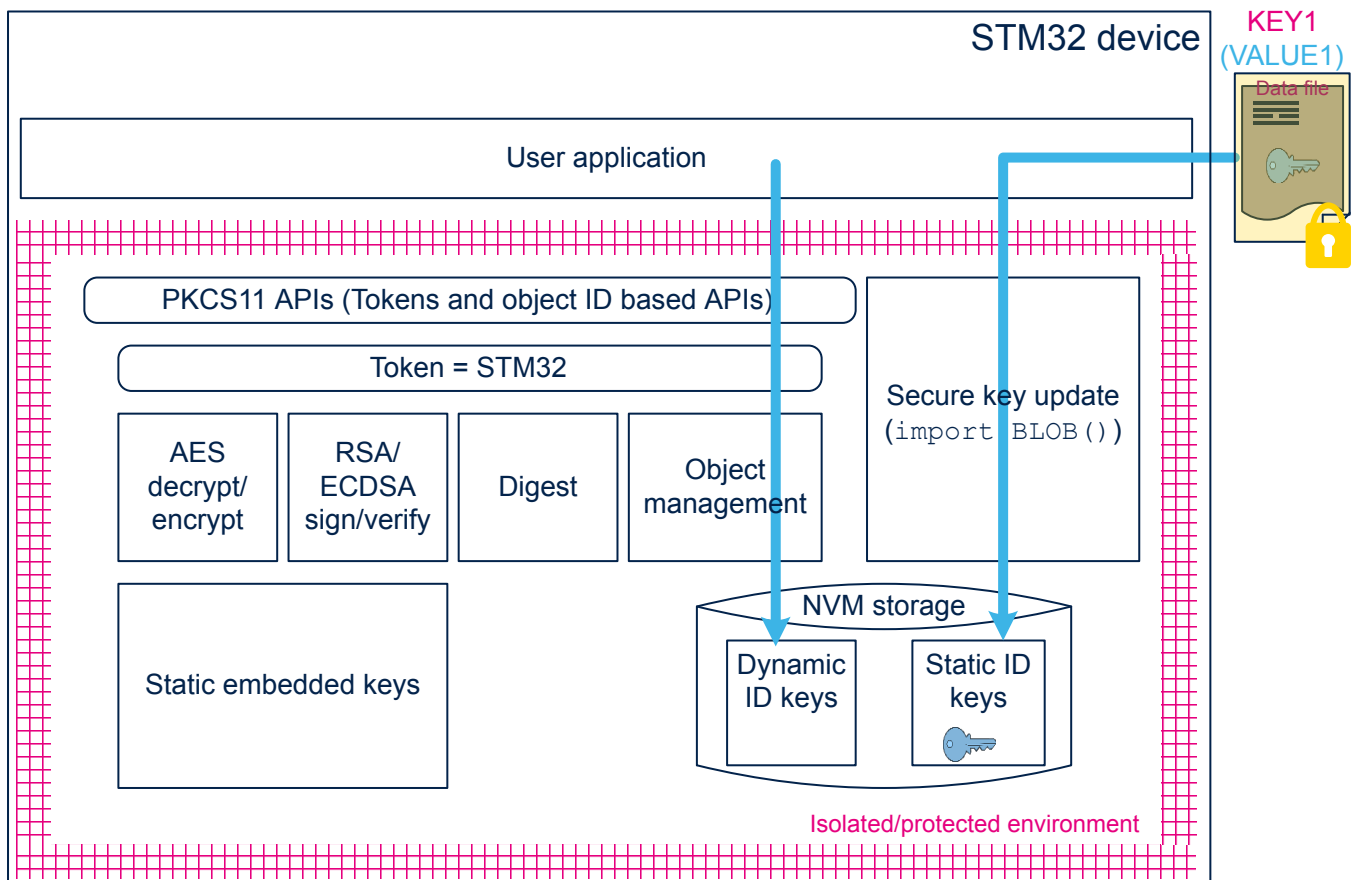 STM32 device
KEY1
(VALUE1)
Data file
User application
PKCS11 APIs (Tokens and object ID based APIs)
Token = STM32
AES
decrypt/
encrypt
RSA/
ECDSA
sign/verify
Digest
Object
management
Secure key update
(import BLOB())
Static embedded keys
NVM storage
Dynamic
ID keys
Static ID
keys
Isolated/protected environment